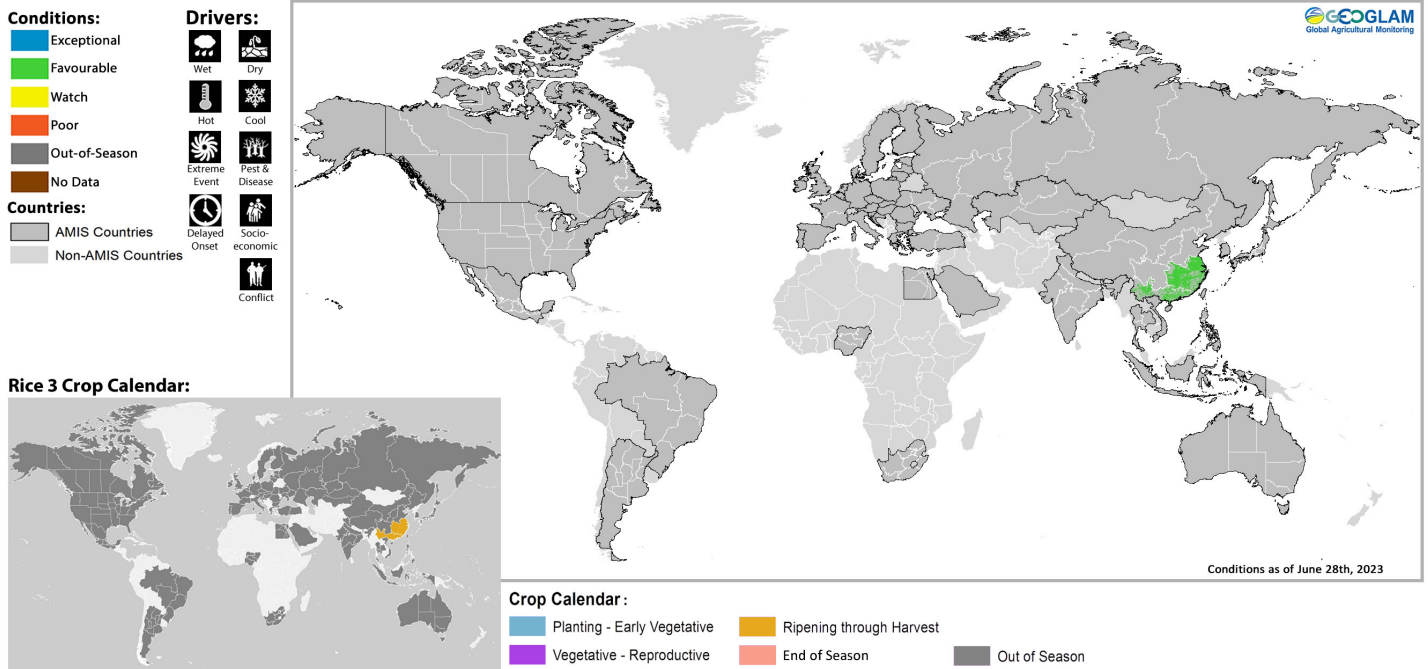 Conditions:
Exceptional
Favourable
Watch
Poor
Out-of-Season
No Data
Countries:
AMIS Countries
Non-AMIS Countries
Drivers:
Wet
Dry
Hot
Cool
Extreme
Event
Pest &
Disease
Delayed
Onset
Socio-
economic
Conflict
GEOGLAM
Global Agricultural Monitoring
Conditions as of June 28th, 2023
Rice 3 Crop Calendar:
Crop Calendar :
Planting - Early Vegetative
Ripening through Harvest
Vegetative - Reproductive
End of Season
Out of Season